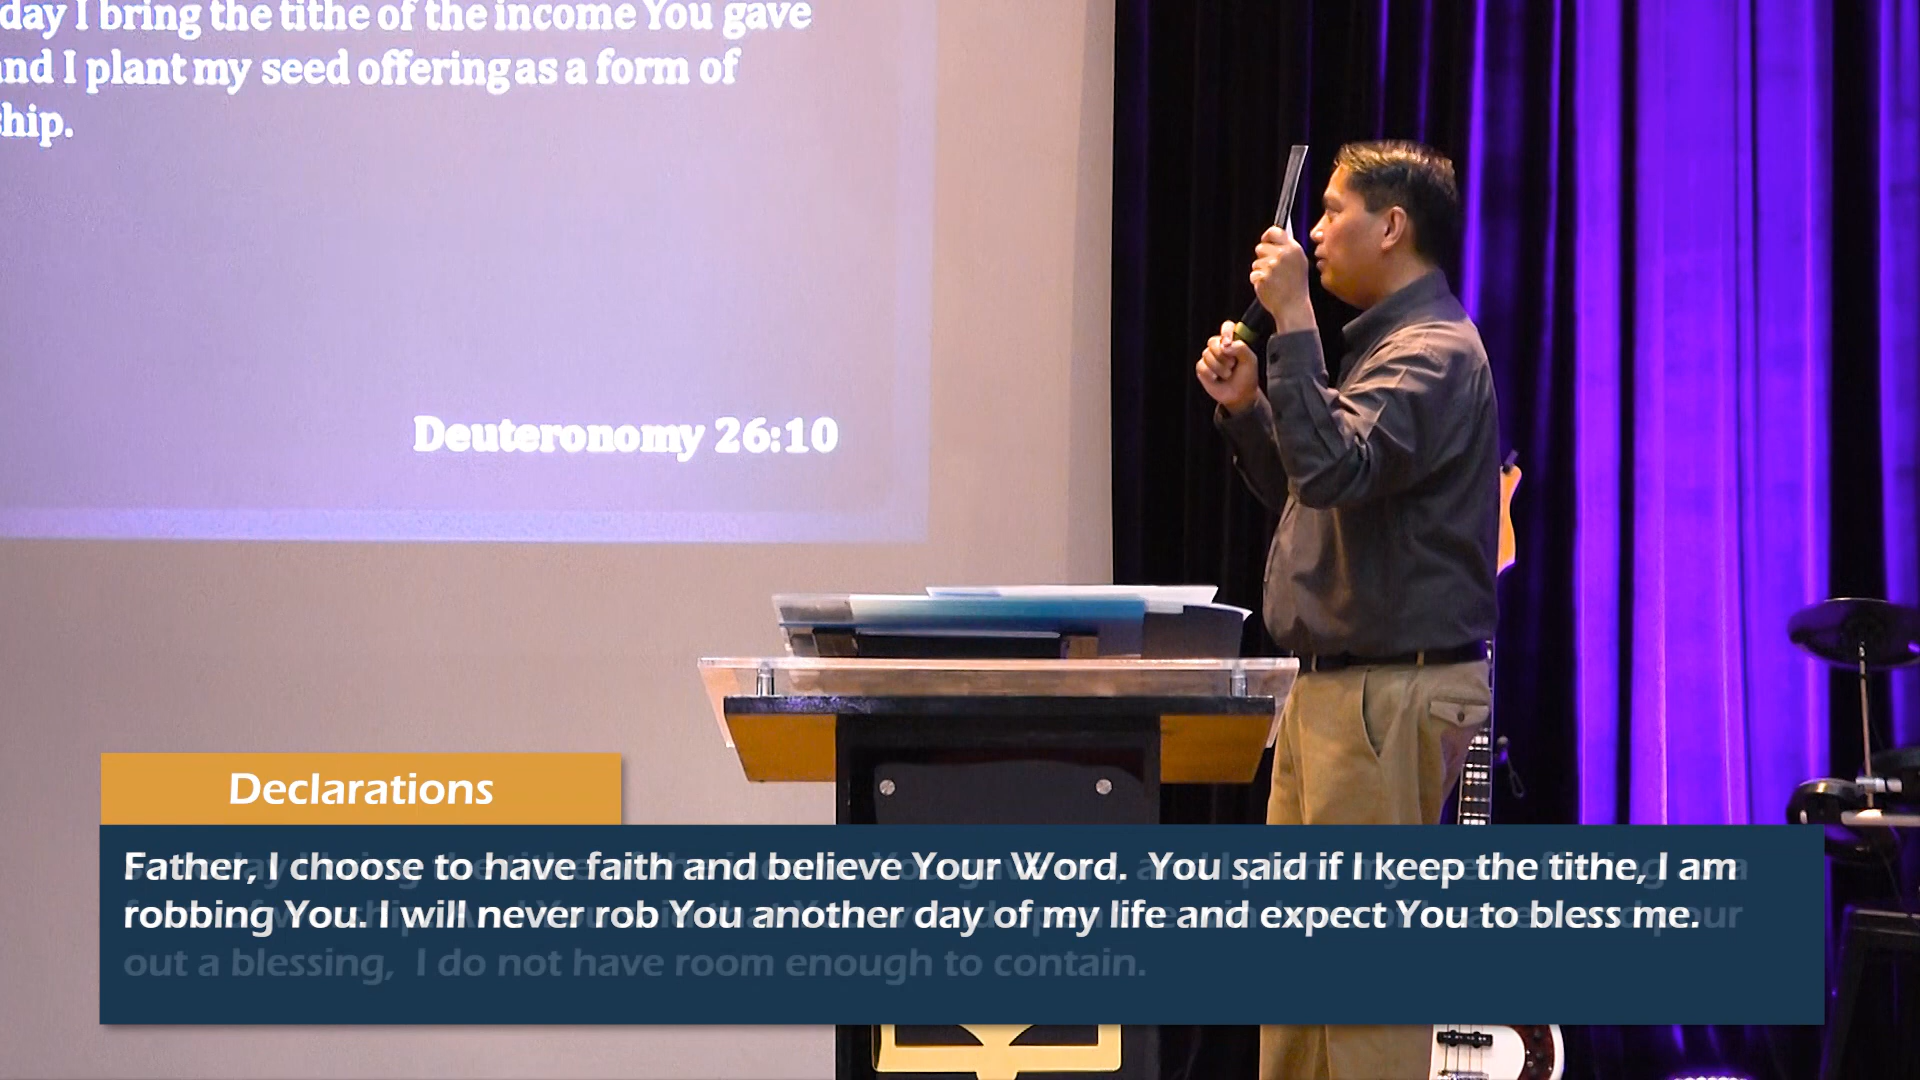 day I bring the tithe of the income You gave
and I plant my seed offering as a form of
ship.
Deuteronomy 26:10
Declarations
Father, I choose to have faith and believe Your Word. You said if I keep the tithe, I am
robbing You. I will never rob You another day of my life and expect You to bless me.
out a blessing, I do not have room enough to contain.